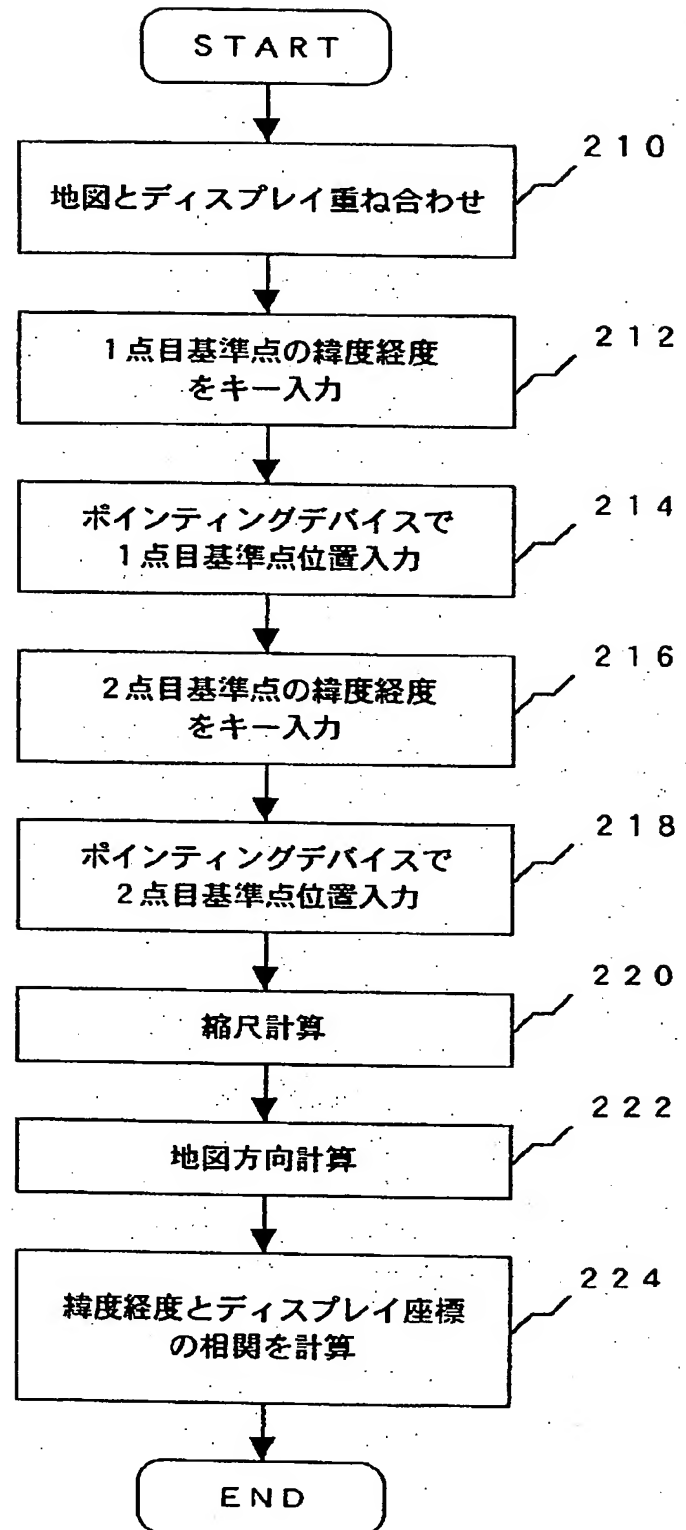 START
210
地図とディスプレイ重ね合わせ
212
1点目基準点の緯度経度
をキー入力
214
ポインティングデバイスで
1点目基準点位置入力
216
2点目基準点の緯度経度
をキー入力
218
ポインティングデバイスで
2点目基準点位置入力
220
縮尺計算
222
地図方向計算
224
緯度経度とディスプレイ座標
の相関を計算
END